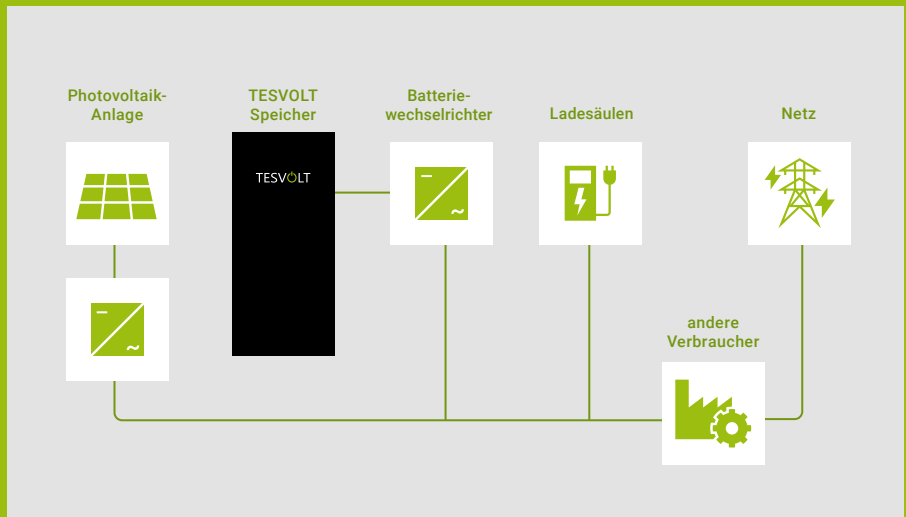 Photovoltaik-
Anlage
TESVOLT
Speicher
Batterie-
wechselrichter
Ladesäulen
Netz
TESVOLT
andere
Verbraucher